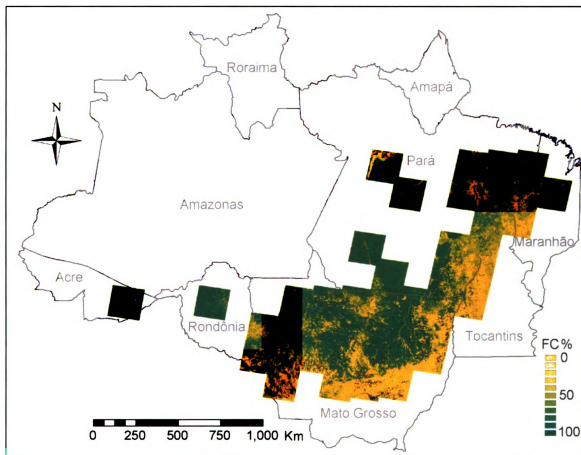 Roraima
Amapá
N
Pará
Amazonas
Maranhão
Acre
Rondônia
Tocantins
FC %
0
50
100
Mato Grosso
0 250 500 750 1,000 Km